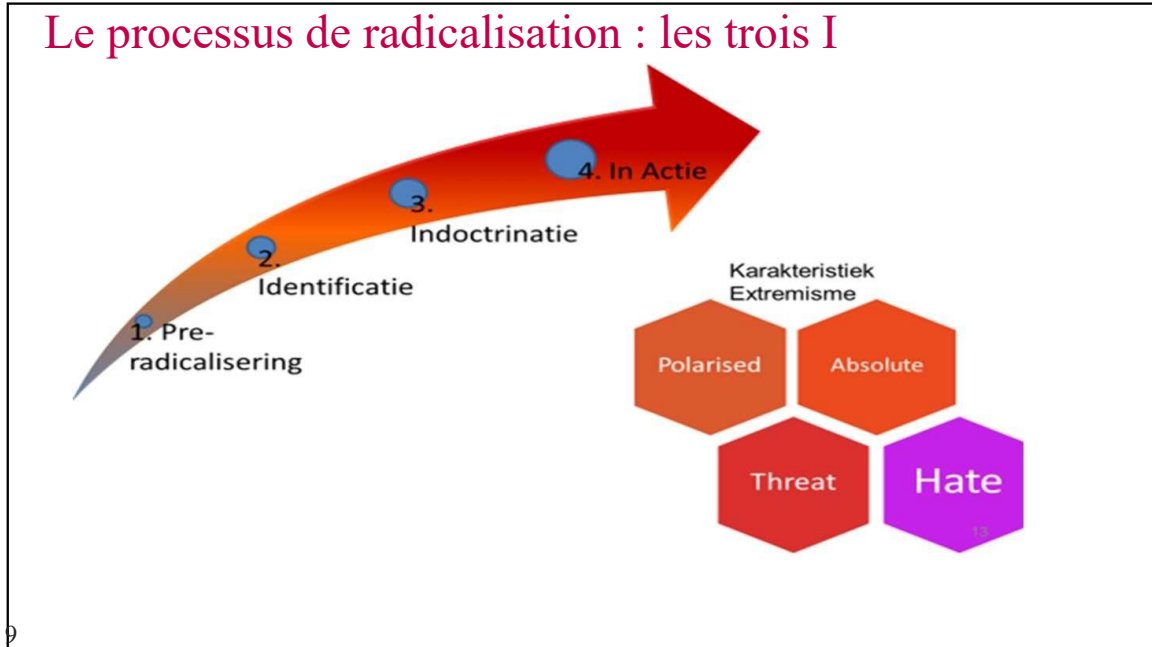 Le processus de radicalisation : les trois I
4. In Actie
3.
Indoctrinatie
2.
Identificatie
1. Pre-
radicalisering
Karakteristiek
Extremisme
Polarised
Absolute
Threat
Hate
13
9